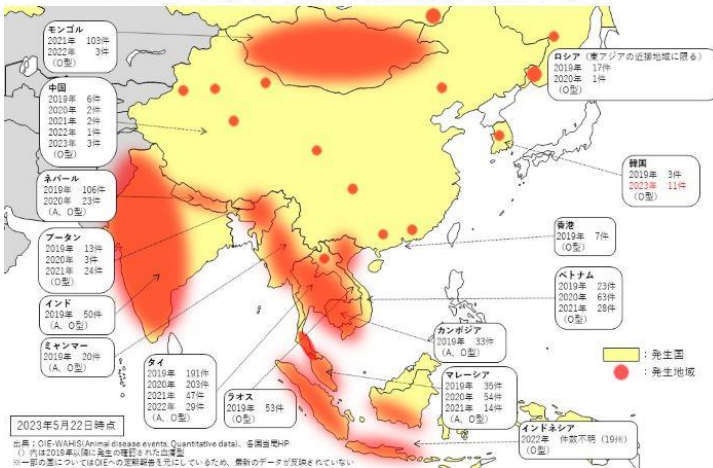 モンゴル
2021年 103件
2022年 3件
(O型)
中国
2019年 6件
2020年 2件
2021年 2件
2022年 1件
2023年 3件
(O型)
ネパール
2019年 106件
2020年 23件
(A、O型)
ブータン
2019年 13件
2020年 3件
2021年 24件
(O型)
インド
2019年 50件
(A、O型)
ミャンマー
2019年 20件
(A、O型)
タイ
2019年 191件
2020年 203件
2021年 47件
2022年 29件
(A、O型)
ラオス
2019年 53件
(O型)
カンボジア
2019年 33件
(A、O型)
マレーシア
2019年 35件
2020年 54件
2021年 14件
(A、O型)
インドネシア
2022年 件数不明(19州)
(O型)
ベトナム
2019年 23件
2020年 63件
2021年 28件
(O型)
香港
2019年 7件
(O型)
韓国
2019年 3件
2023年 11件
(O型)
ロシア(東アジアの近接地域に限る)
2019年 17件
2020年 1件
(O型)
:発生国
:発生地域
2023年5月22日時点
出典:OIE-WAHIS(Animal disease events, Quantitative data)、各国当局HP
()内は2019年以降に発生の確認された血清型
※一部の国についてはOIEへの定期報告を元にしているため、最新のデータが反映されていない